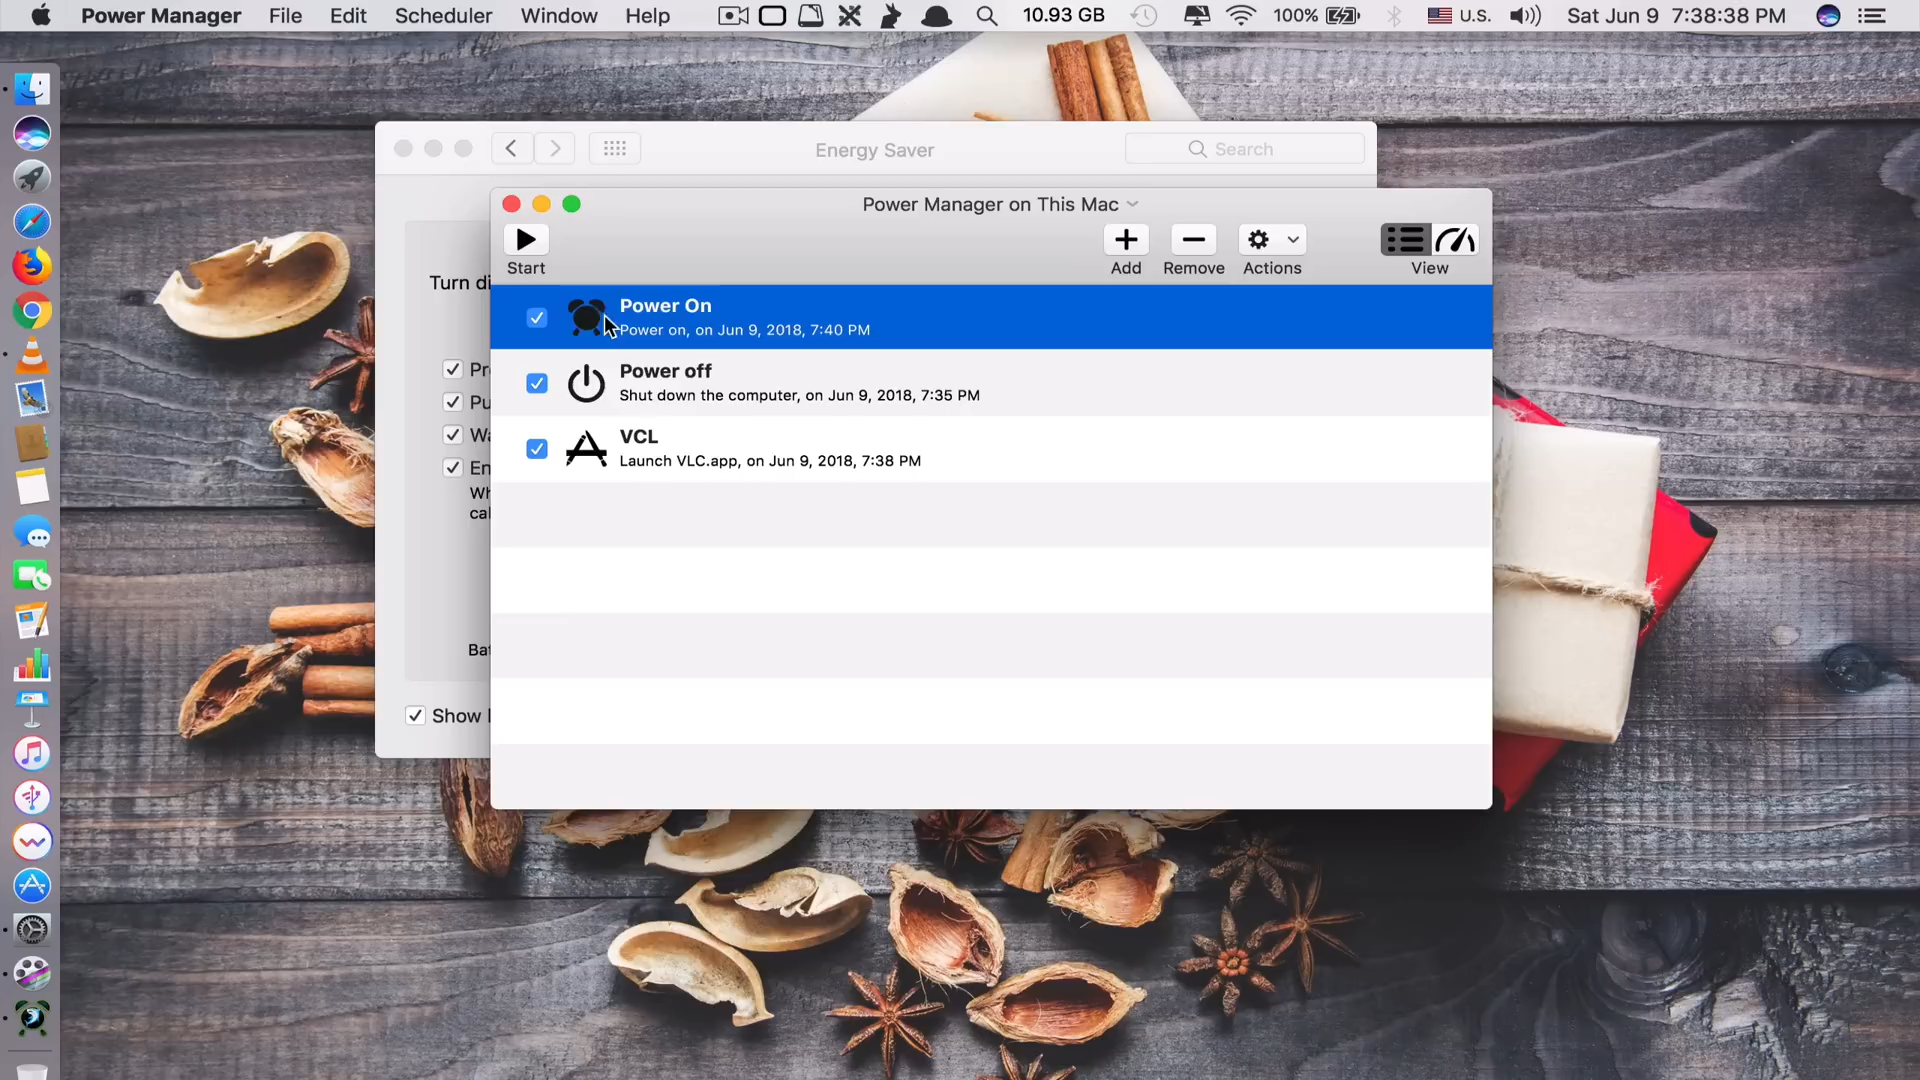 Power Manager File Edit Scheduler Window Help 10.93 GB 100% U.S. Sat Jun 9 7:38:38 PM
Energy Saver
Search
Power Manager on This Mac
Start
Add
Remove
Actions
View
Turn di
Power On
Power on, on Jun 9, 2018, 7:40 PM
Pr
Power off
Shut down the computer, on Jun 9, 2018, 7:35 PM
Pu
Wa
VCL
Launch VLC.app, on Jun 9, 2018, 7:38 PM
En
Wh
cal
Bat
Show